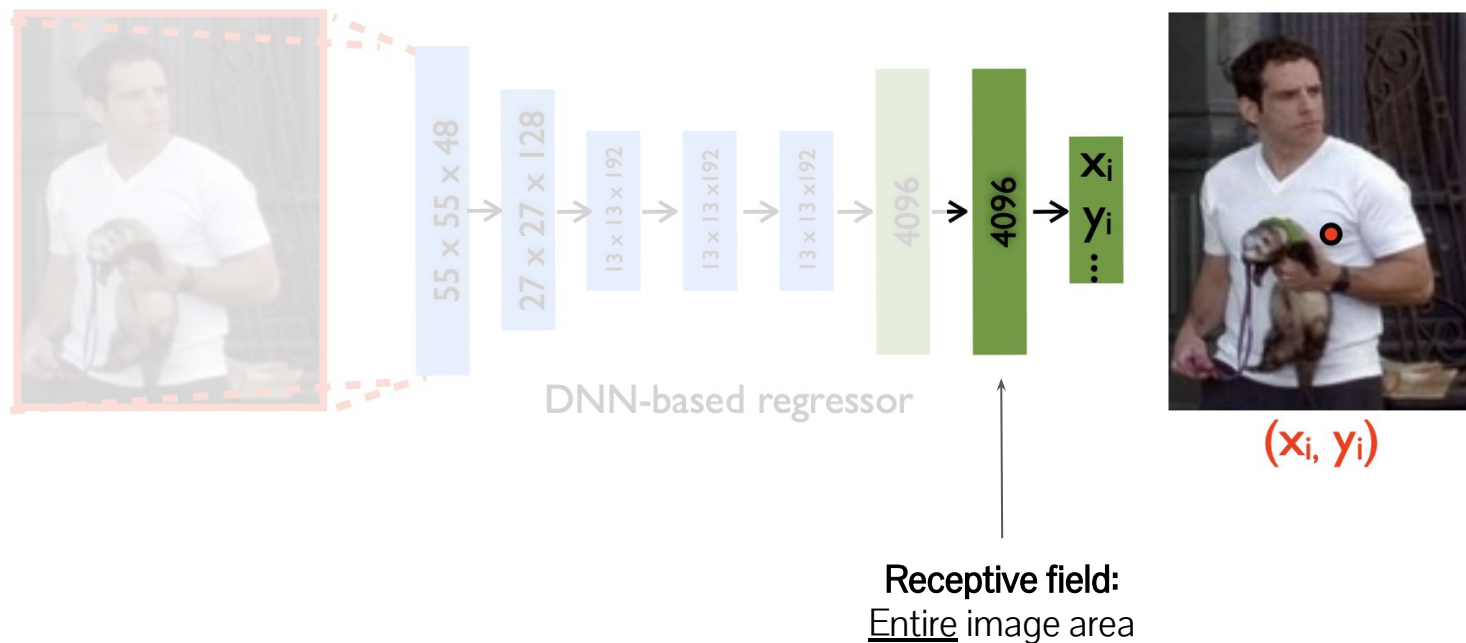 55 x 55 x 48
27 x 27 x 128
13 x 13 x 192
13 x 13 x192
13 x 13 x192
4096
4096
xi
yi
...
DNN-based regressor
(xi, yi)
Receptive field:
Entire image area